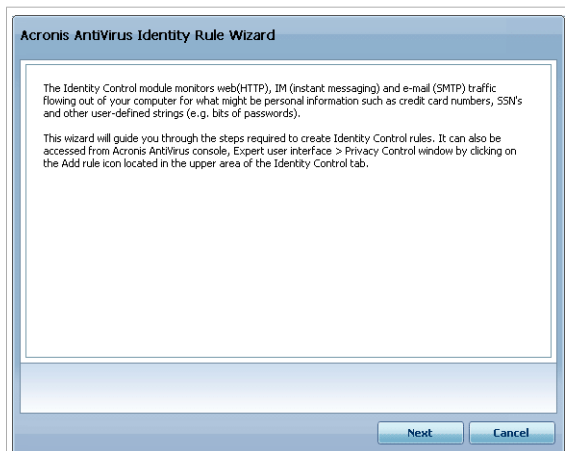 Acronis AntiVirus Identity Rule Wizard
The Identity Control module monitors web(HTTP), IM (instant messaging) and e-mail (SMTP) traffic
flowing out of your computer for what might be personal information such as credit card numbers, SSN's
and other user-defined strings (e.g. bits of passwords).
This wizard will guide you through the steps required to create Identity Control rules. It can also be
accessed from Acronis AntiVirus console, Expert user interface > Privacy Control window by clicking on
the Add rule icon located in the upper area of the Identity Control tab.
Next Cancel